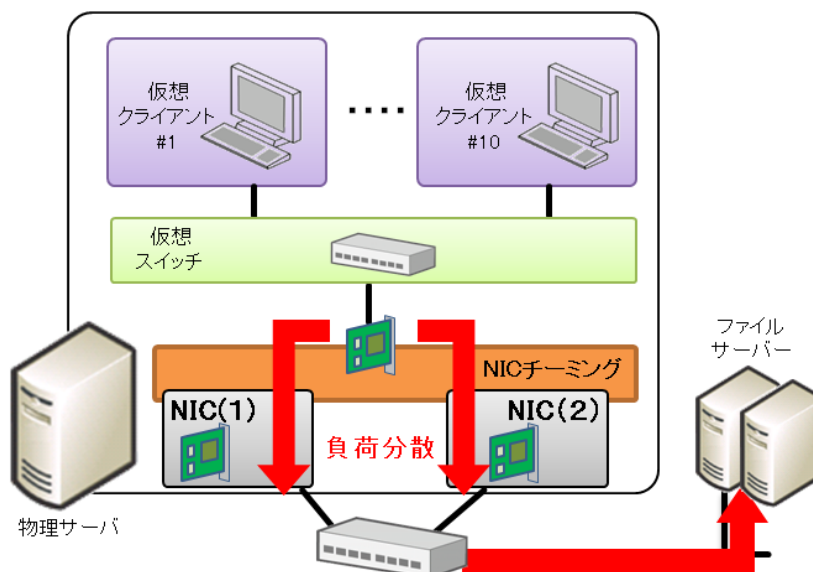 仮想
クライアント
#1
‥‥
仮想
クライアント
#10
仮想
スイッチ
NICチーミング
NIC(1)
NIC(2)
負荷分散
ファイル
サーバー
物理サーバ